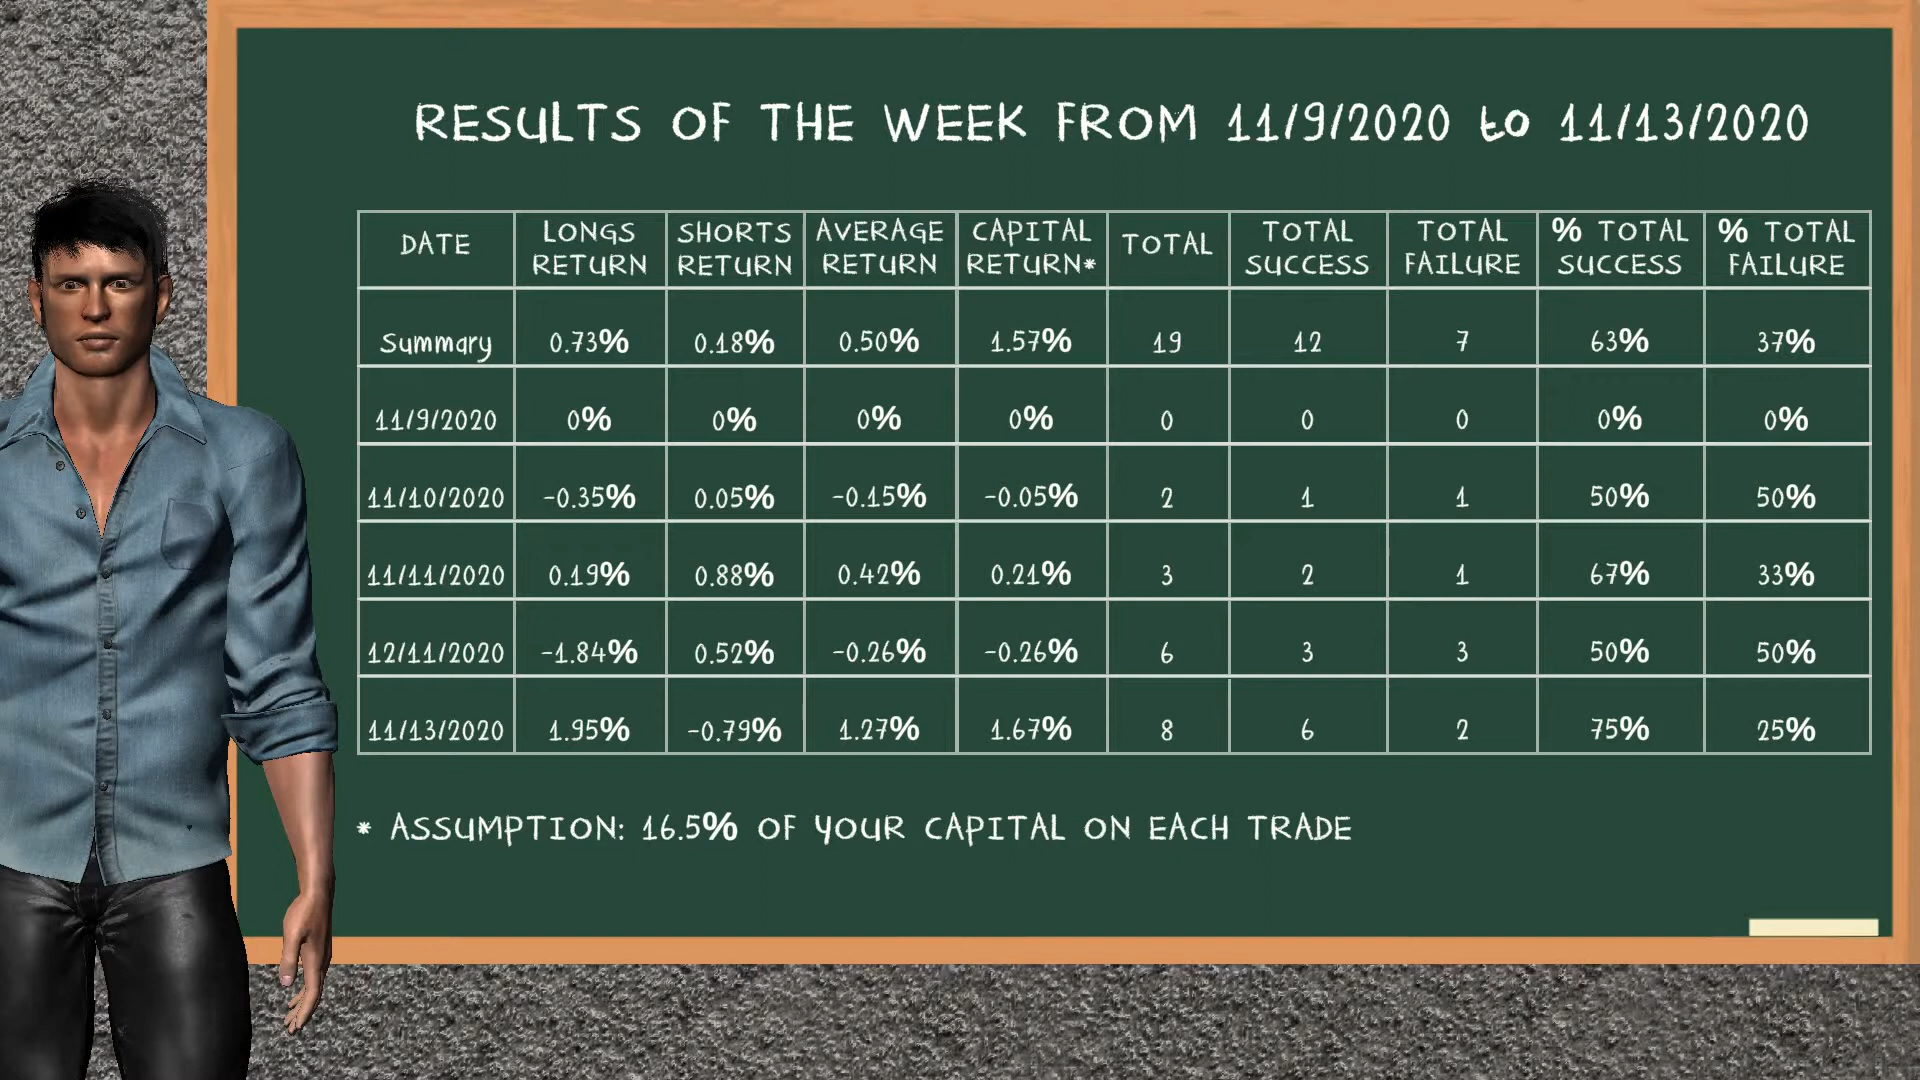 RESULTS OF THE WEEK FROM 11/9/2020 to 11/13/2020
DATE LONGS RETURN SHORTS RETURN AVERAGE RETURN CAPITAL RETURN* TOTAL TOTAL SUCCESS TOTAL FAILURE % TOTAL SUCCESS % TOTAL FAILURE
Summary 0.73% 0.18% 0.50% 1.57% 19 12 7 63% 37%
11/9/2020 0% 0% 0% 0% 0 0 0 0% 0%
11/10/2020 -0.35% 0.05% -0.15% -0.05% 2 1 1 50% 50%
11/11/2020 0.19% 0.88% 0.42% 0.21% 3 2 1 67% 33%
12/11/2020 -1.84% 0.52% -0.26% -0.26% 6 3 3 50% 50%
11/13/2020 1.95% -0.79% 1.27% 1.67% 8 6 2 75% 25%
* ASSUMPTION: 16.5% OF YOUR CAPITAL ON EACH TRADE